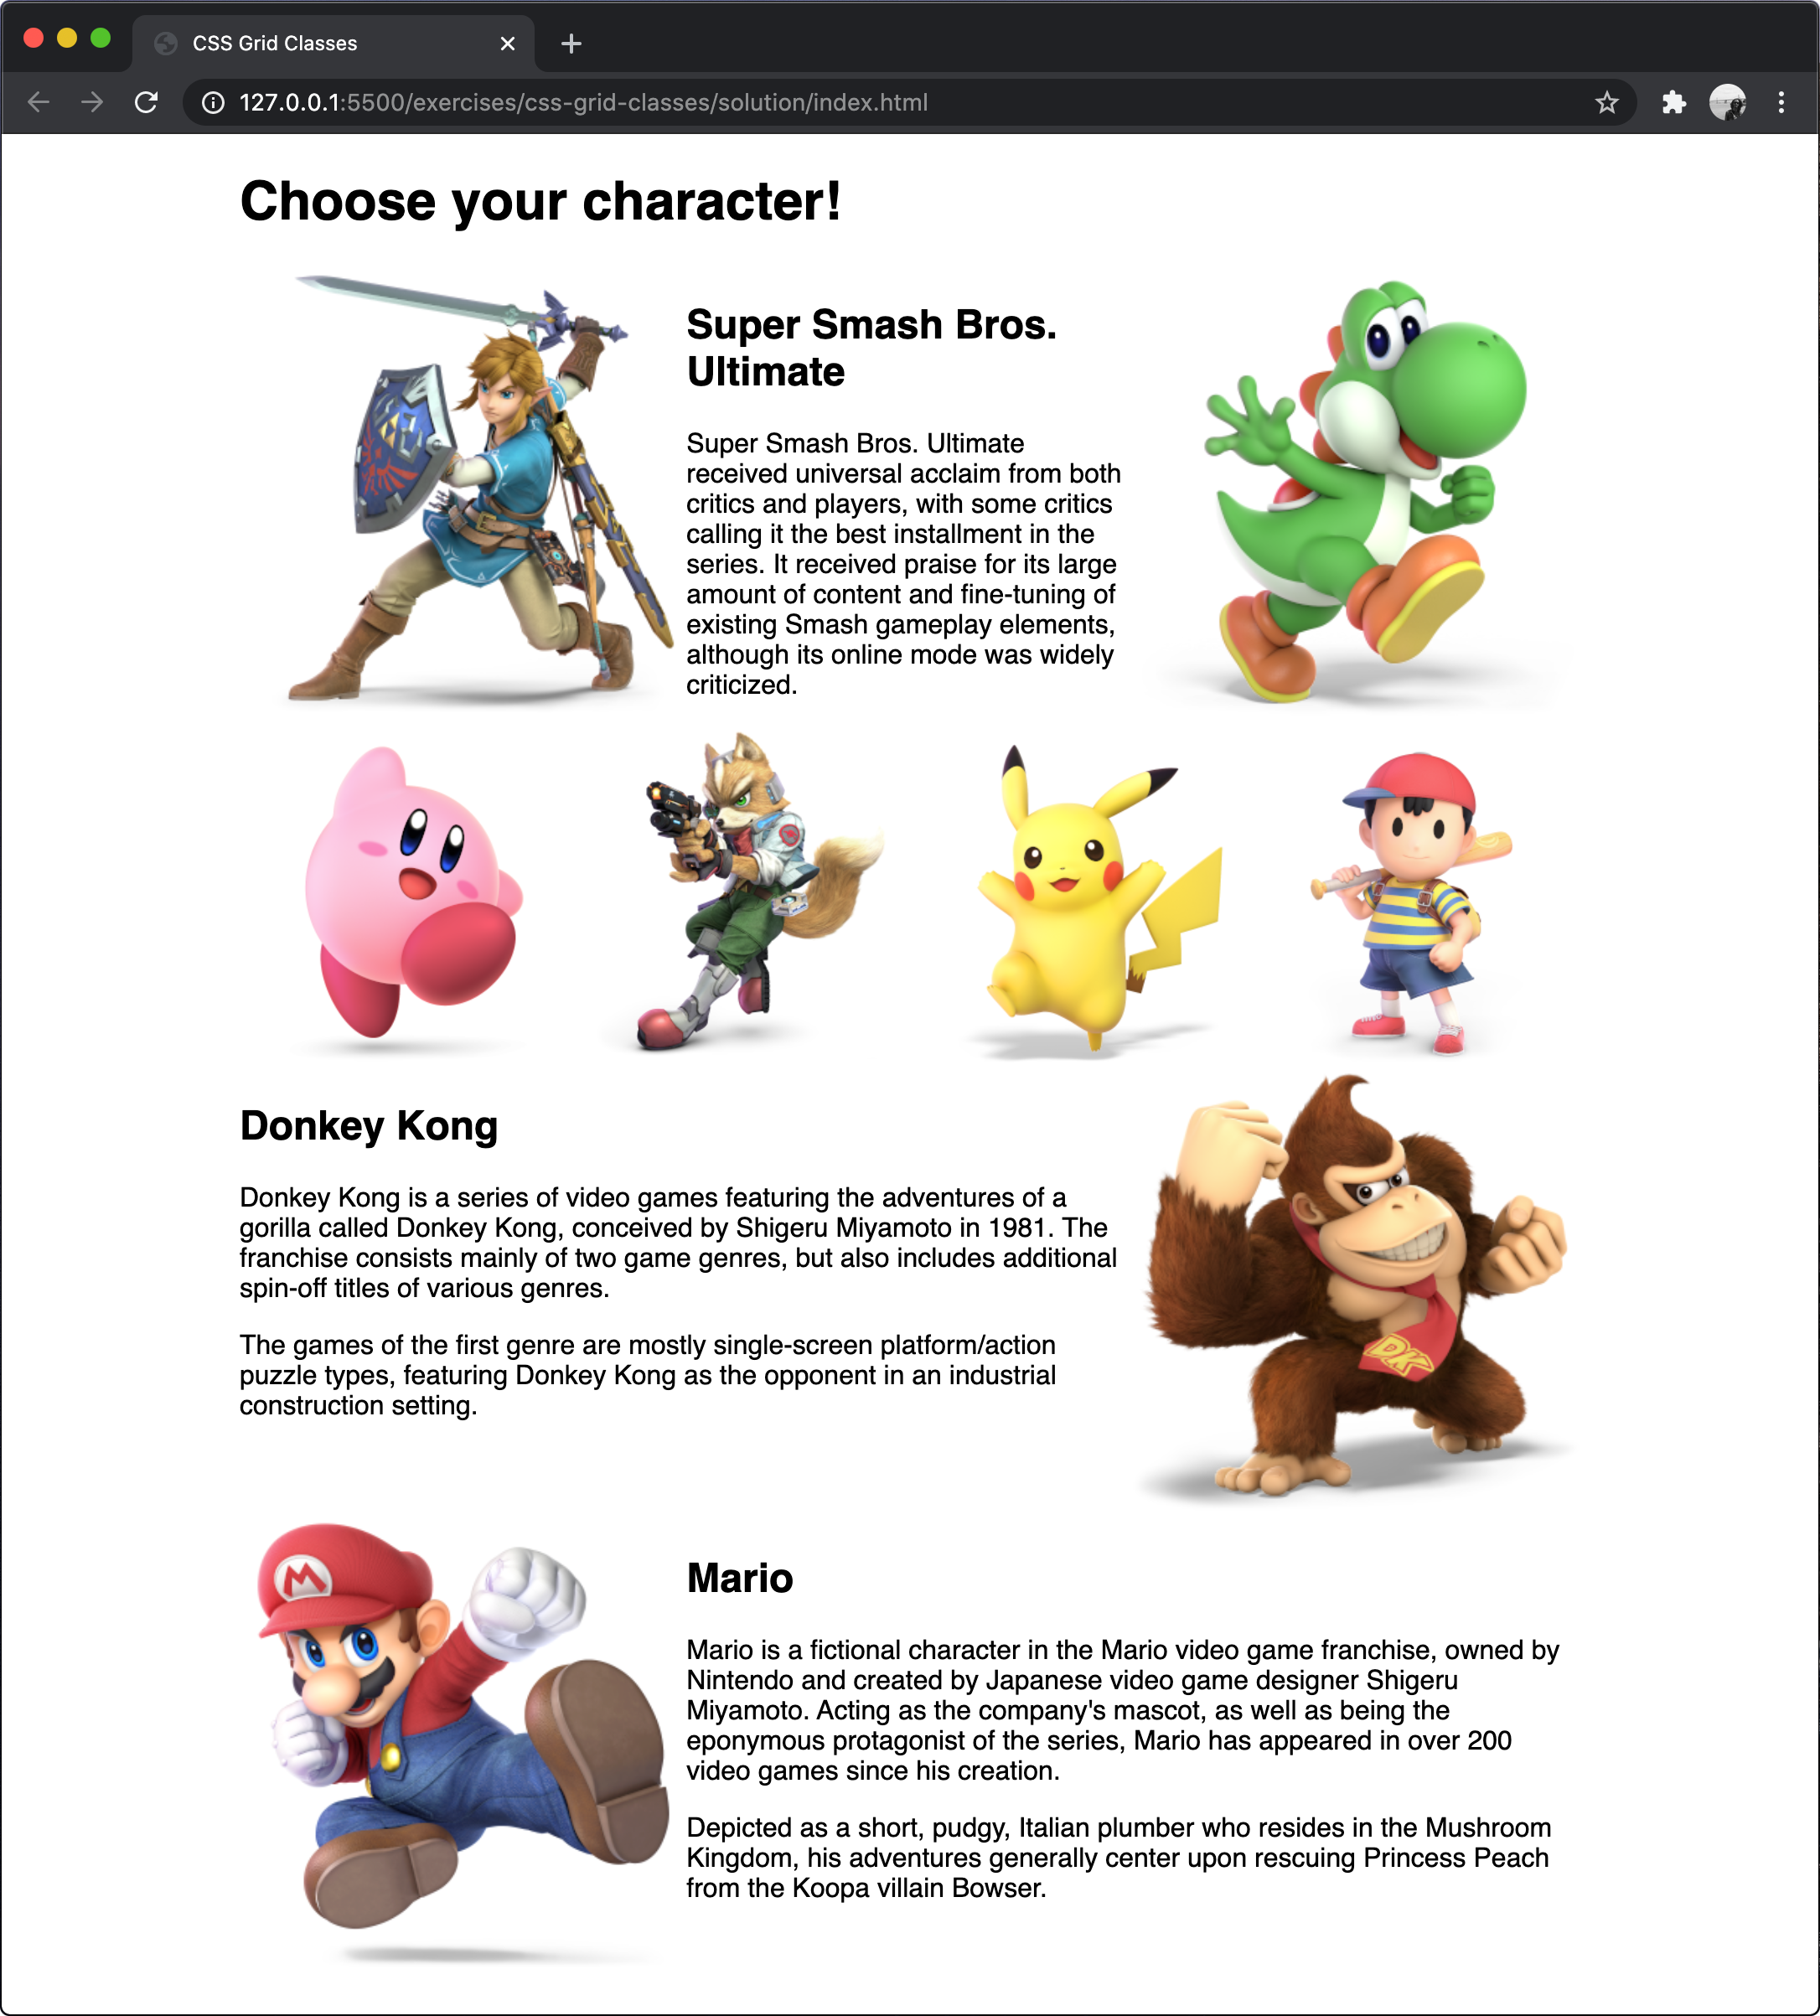 CSS Grid Classes
127.0.0.1:5500/exercises/css-grid-classes/solution/index.html
Choose your character!
Super Smash Bros.
Ultimate
Super Smash Bros. Ultimate
received universal acclaim from both
critics and players, with some critics
calling it the best installment in the
series. It received praise for its large
amount of content and fine-tuning of
existing Smash gameplay elements,
although its online mode was widely
criticized.
Donkey Kong
Donkey Kong is a series of video games featuring the adventures of a
gorilla called Donkey Kong, conceived by Shigeru Miyamoto in 1981. The
franchise consists mainly of two game genres, but also includes additional
spin-off titles of various genres.
The games of the first genre are mostly single-screen platform/action
puzzle types, featuring Donkey Kong as the opponent in an industrial
construction setting.
DK
M
Mario
Mario is a fictional character in the Mario video game franchise, owned by
Nintendo and created by Japanese video game designer Shigeru
Miyamoto. Acting as the company's mascot, as well as being the
eponymous protagonist of the series, Mario has appeared in over 200
video games since his creation.
Depicted as a short, pudgy, Italian plumber who resides in the Mushroom
Kingdom, his adventures generally center upon rescuing Princess Peach
from the Koopa villain Bowser.